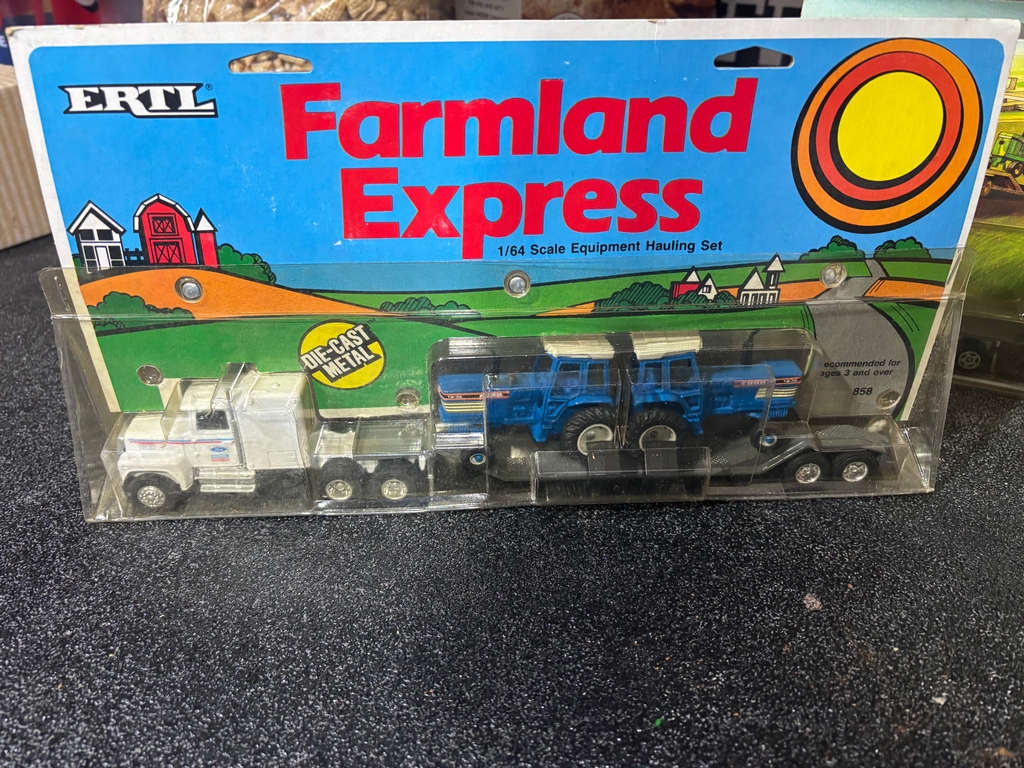 ERTL®
Farmland
Express
1/64 Scale Equipment Hauling Set
DIE-CAST
METAL
ecommended for
ages 3 and over
858